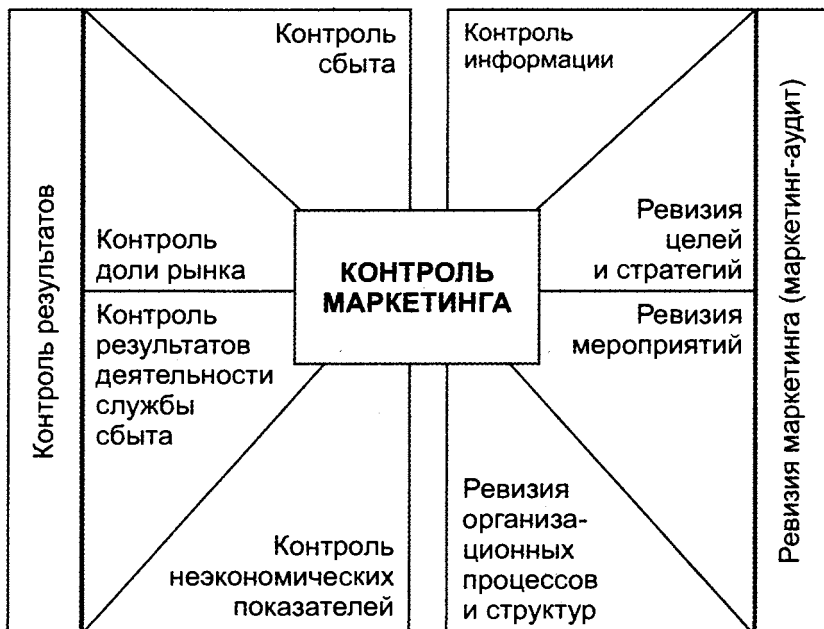 Контроль результатов
Контроль
сбыта
Контроль
доли рынка
Контроль
результатов
деятельности
службы
сбыта
Контроль
неэкономических
показателей
КОНТРОЛЬ
МАРКЕТИНГА
Контроль
информации
Ревизия
целей
и стратегий
Ревизия
мероприятий
Ревизия
организа-
ционных
процессов
и структур
Ревизия маркетинга (маркетинг-аудит)